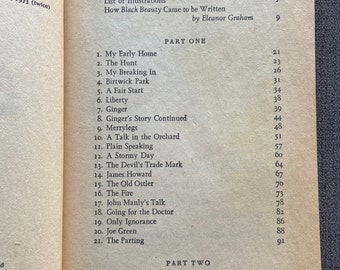 1973 (twice)
List of Illustrations 7
How Black Beauty Came to be Written
by Eleanor Graham 9
PART ONE
1. My Early Home 21
2. The Hunt 23
3. My Breaking In 26
4. Birtwick Park 30
5. A Fair Start 34
6. Liberty 38
7. Ginger 39
8. Ginger's Story Continued 44
9. Merrylegs 48
10. A Talk in the Orchard 51
11. Plain Speaking 57
12. A Stormy Day 60
13. The Devil's Trade Mark 64
14. James Howard 67
15. The Old Ostler 70
16. The Fire 73
17. John Manly's Talk 78
18. Going for the Doctor 82
19. Only Ignorance 86
20. Joe Green 88
21. The Parting 91
PART TWO